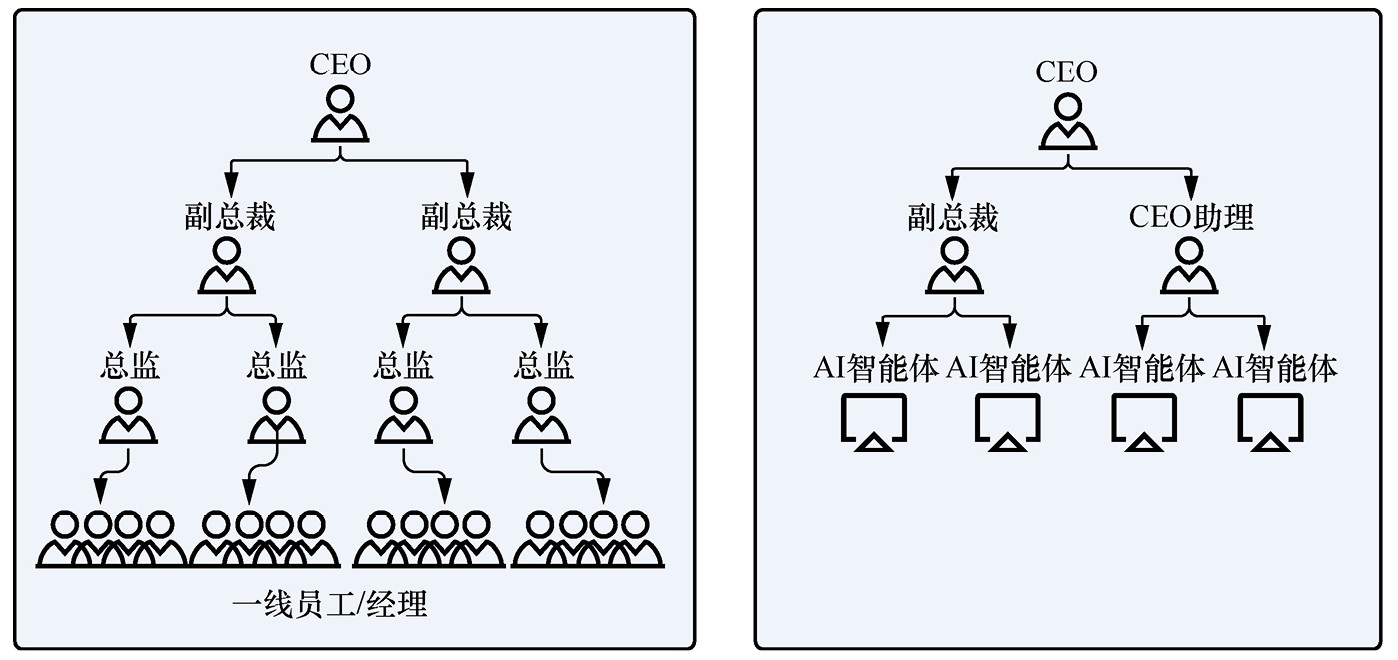 CEO
副总裁 副总裁
总监 总监 总监 总监
一线员工/经理
CEO
副总裁 CEO助理
AI智能体 AI智能体 AI智能体 AI智能体